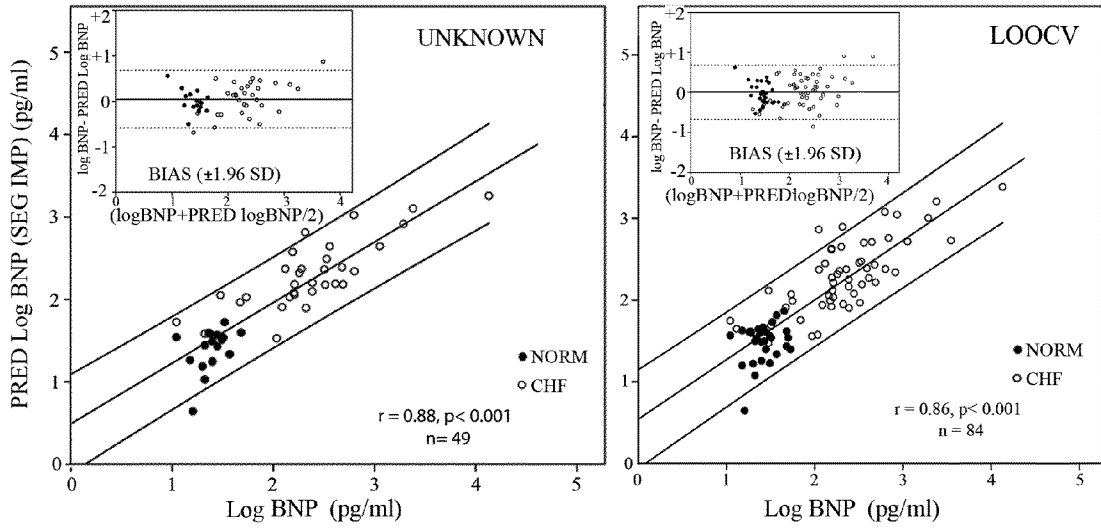 UNKNOWN
PRED Log BNP (SEG IMP) (pg/ml)
5
4
3
2
1
0
0
1
2
3
4
5
Log BNP (pg/ml)
log BNP- PRED Log BNP
+2
+1
0
-1
-2
BIAS (±1.96 SD)
0
1
2
3
4
(logBNP+PRED logBNP/2)
NORM
CHF
r = 0.88, p< 0.001
n= 49
LOOCV
5
4
3
2
1
0
0
1
2
3
4
5
Log BNP (pg/ml)
log BNP- PRED Log BNP
+2
+1
0
-1
-2
BIAS (±1.96 SD)
0
1
2
3
4
(logBNP+PREDlogBNP/2)
NORM
CHF
r = 0.86, p< 0.001
n = 84